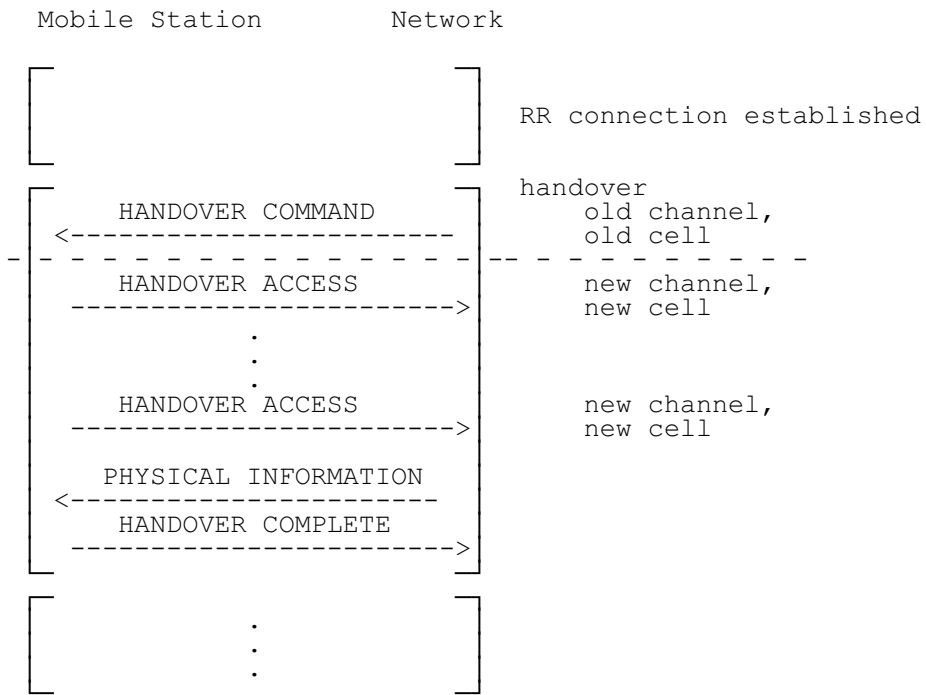 Mobile Station Network
RR connection established
handover
HANDOVER COMMAND old channel,
<------------------------ old cell
- - - - - - - - - - - - - - - -- - - - - - - - - -
HANDOVER ACCESS new channel,
------------------------> new cell
.
.
.
HANDOVER ACCESS new channel,
------------------------> new cell
PHYSICAL INFORMATION
<-----------------------
HANDOVER COMPLETE
------------------------>
.
.
.